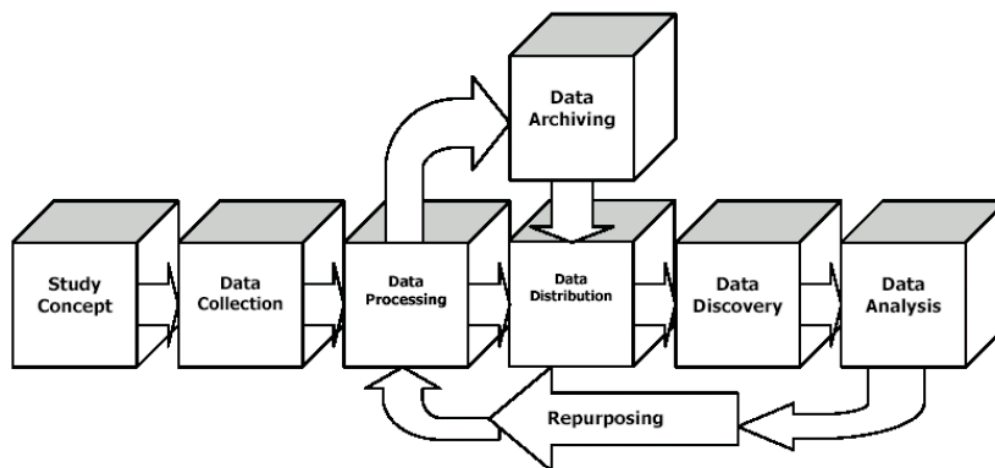 Data
Archiving
Study
Concept
Data
Collection
Data
Processing
Data
Distribution
Data
Discovery
Data
Analysis
Repurposing